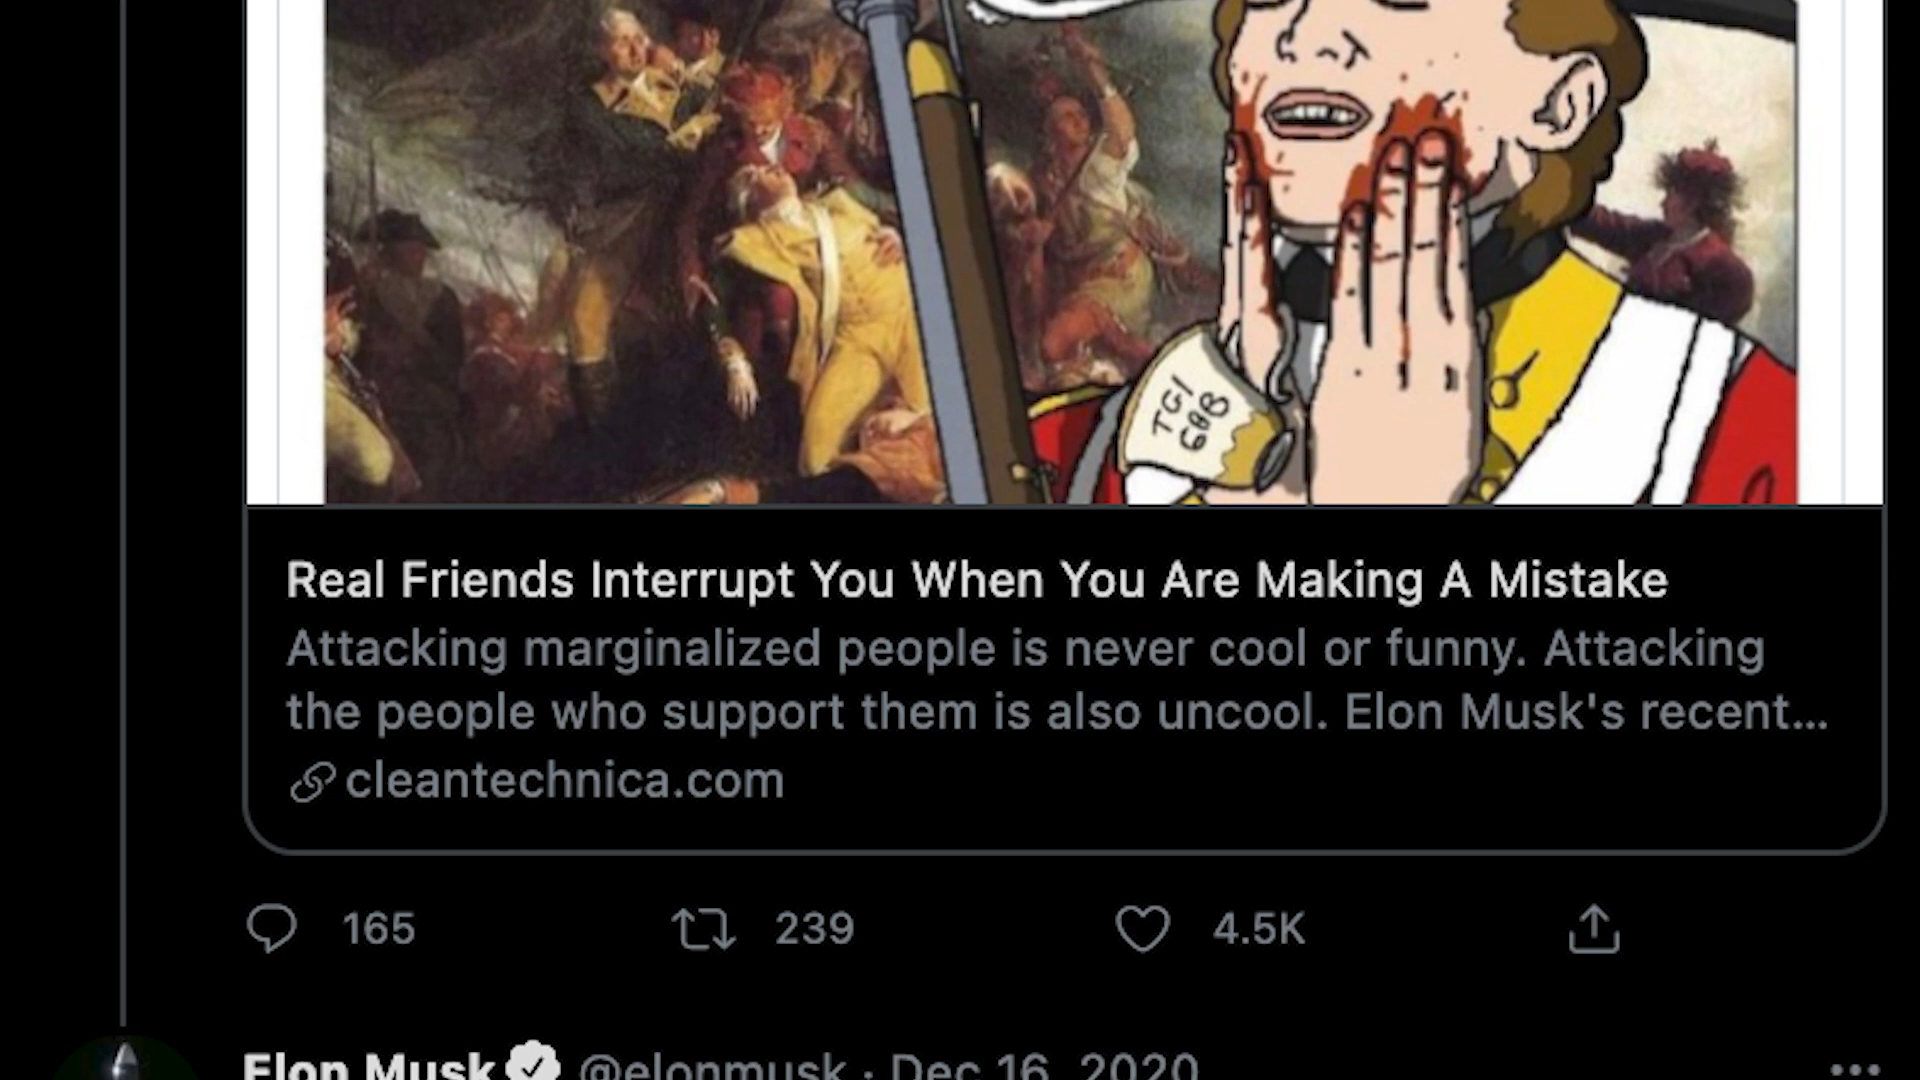 TGI
GAB
Real Friends Interrupt You When You Are Making A Mistake
Attacking marginalized people is never cool or funny. Attacking
the people who support them is also uncool. Elon Musk's recent...
cleantechnica.com
165 239 4.5K
Elon Musk @elonmusk · Dec 16, 2020